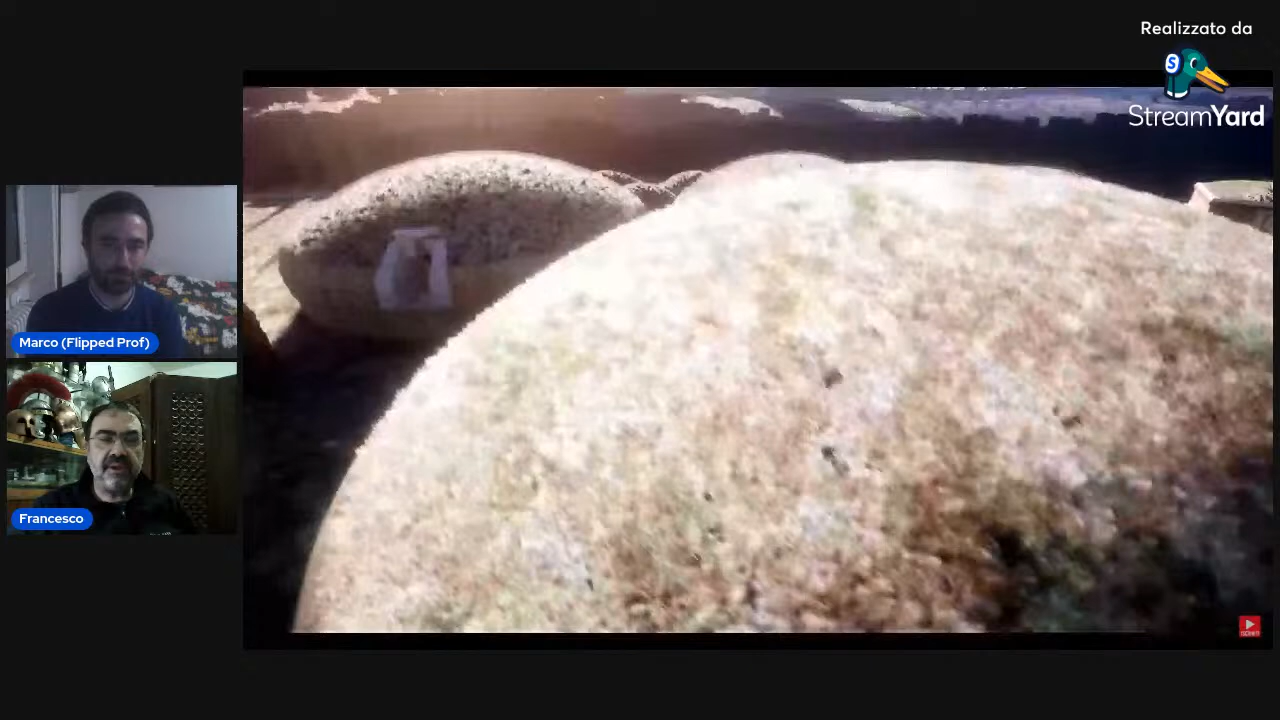 Realizzato da
S
StreamYard
Marco (Flipped Prof)
Francesco